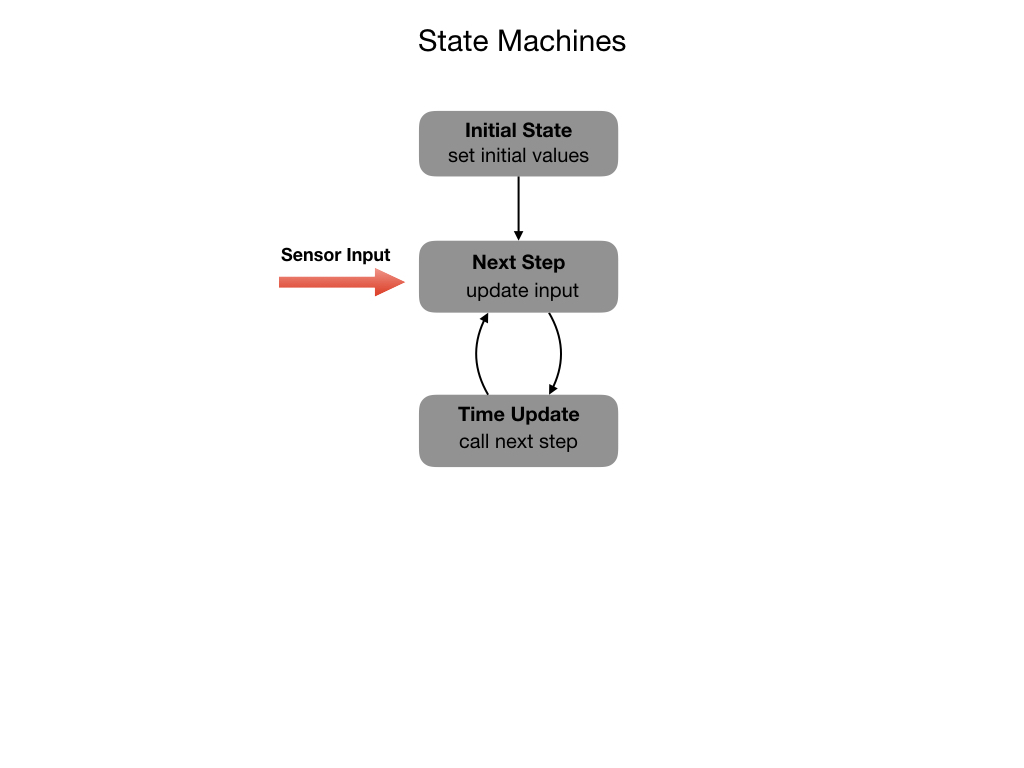 State Machines
Initial State
set initial values
Sensor Input
Next Step
update input
Time Update
call next step